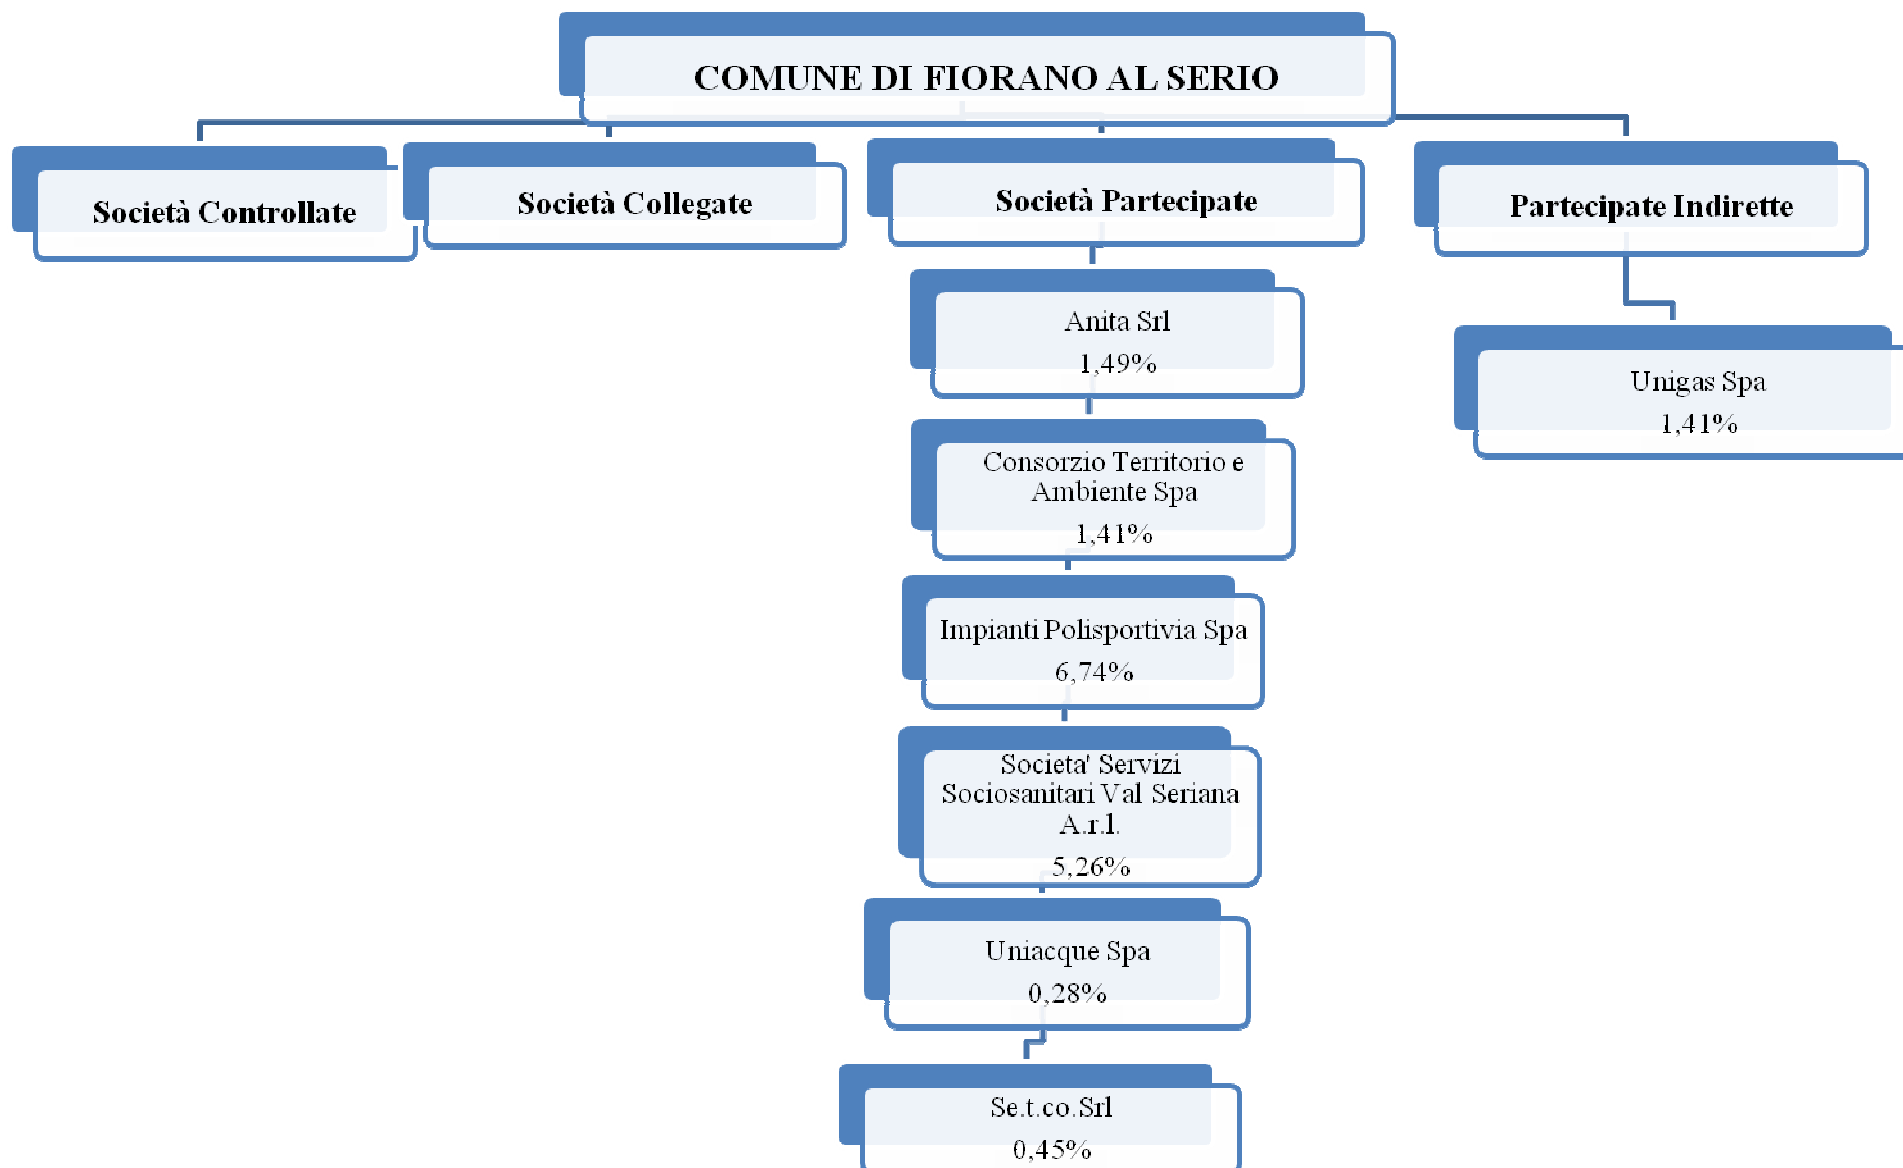 COMUNE DI FIORANO AL SERIO
Società Controllate
Società Collegate
Società Partecipate
Partecipate Indirette
Anita Srl
1,49%
Unigas Spa
1,41%
Consorzio Territorio e
Ambiente Spa
1,41%
Impianti Polisportivia Spa
6,74%
Societa' Servizi
Sociosanitari Val Seriana
A.r.l.
5,26%
Uniacque Spa
0,28%
Se.t.co.Srl
0,45%